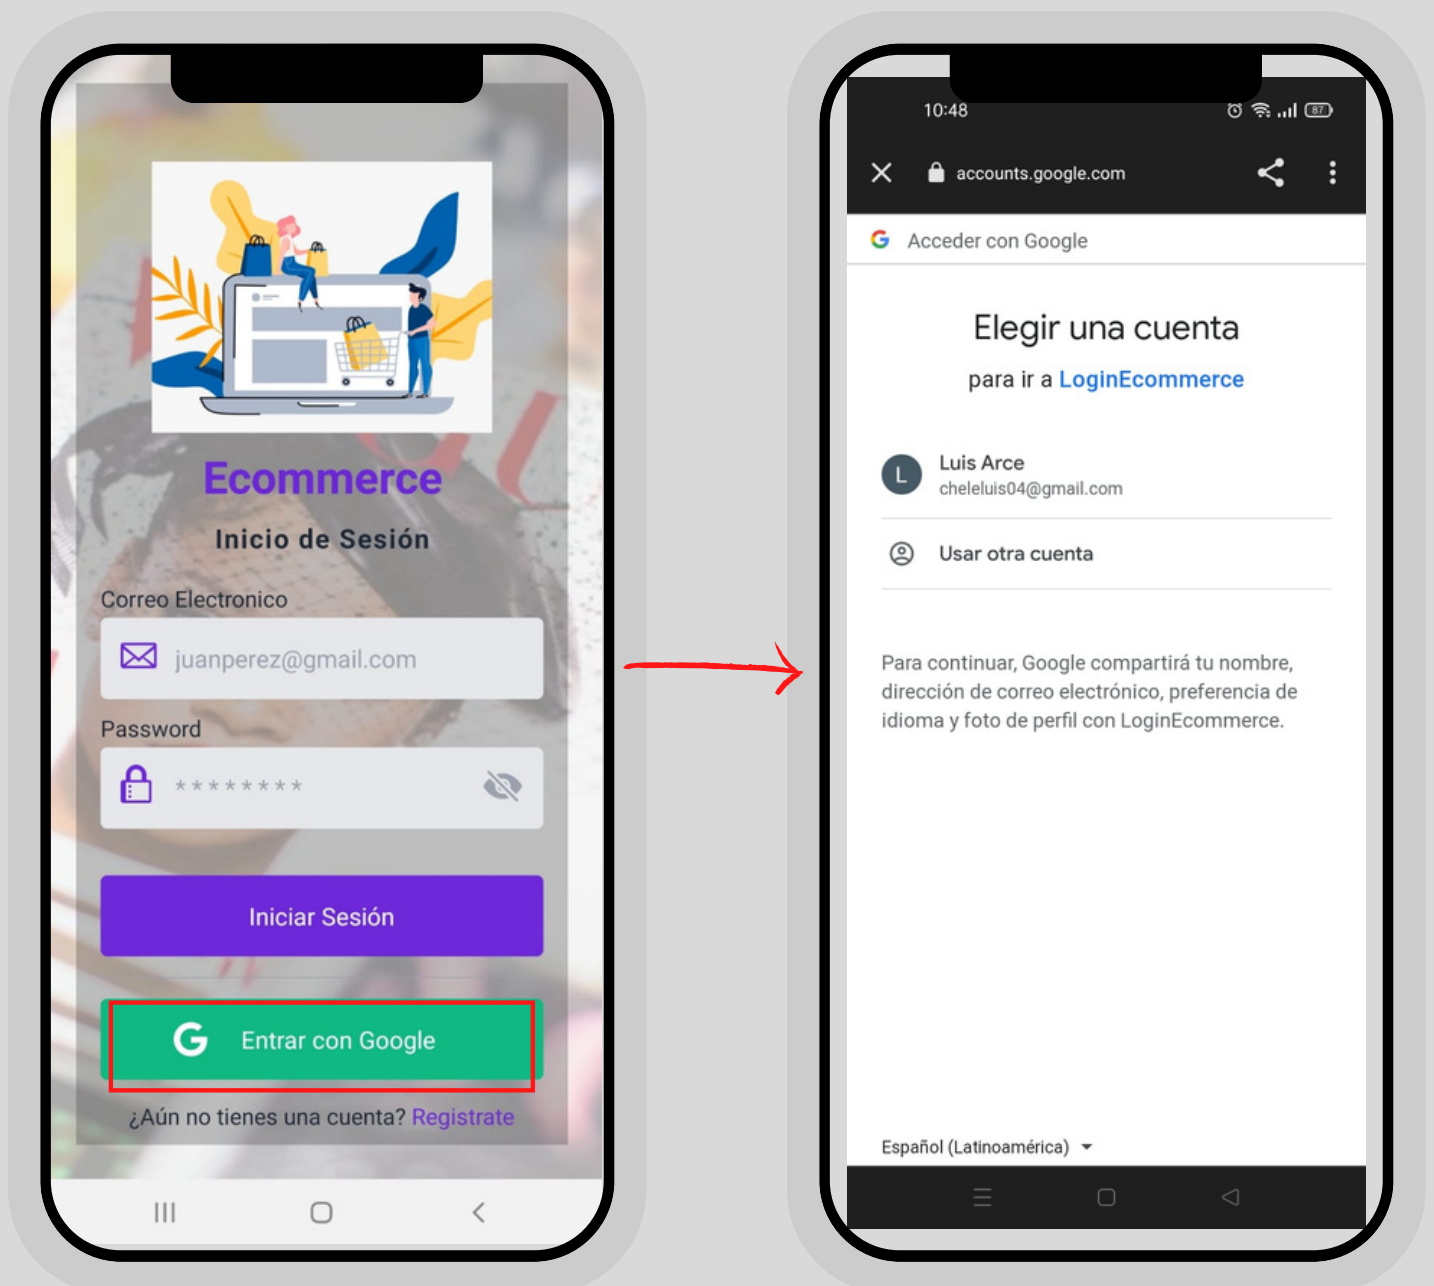 Ecommerce
Inicio de Sesión
Correo Electronico
juanperez@gmail.com
Password
********
Iniciar Sesión
G Entrar con Google
¿Aún no tienes una cuenta? Registrate
10:48
87
accounts.google.com
G Acceder con Google
Elegir una cuenta
para ir a LoginEcommerce
L
Luis Arce
cheleluis04@gmail.com
Usar otra cuenta
Para continuar, Google compartirá tu nombre,
dirección de correo electrónico, preferencia de
idioma y foto de perfil con LoginEcommerce.
Español (Latinoamérica)